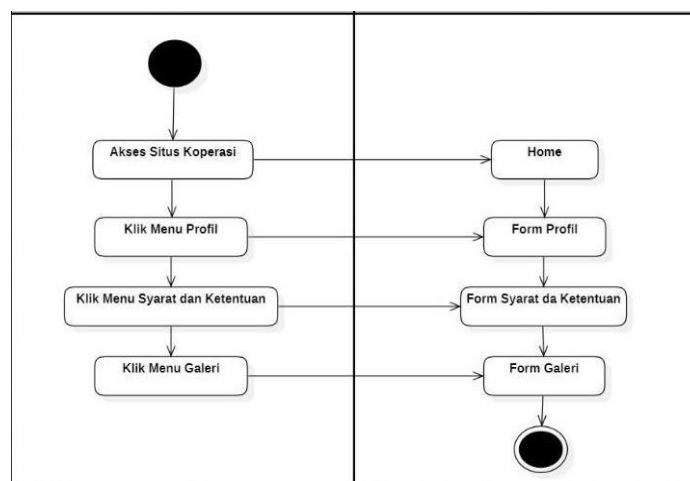 Akses Situs Koperasi
Home
Klik Menu Profil
Form Profil
Klik Menu Syarat dan Ketentuan
Form Syarat da Ketentuan
Klik Menu Galeri
Form Galeri